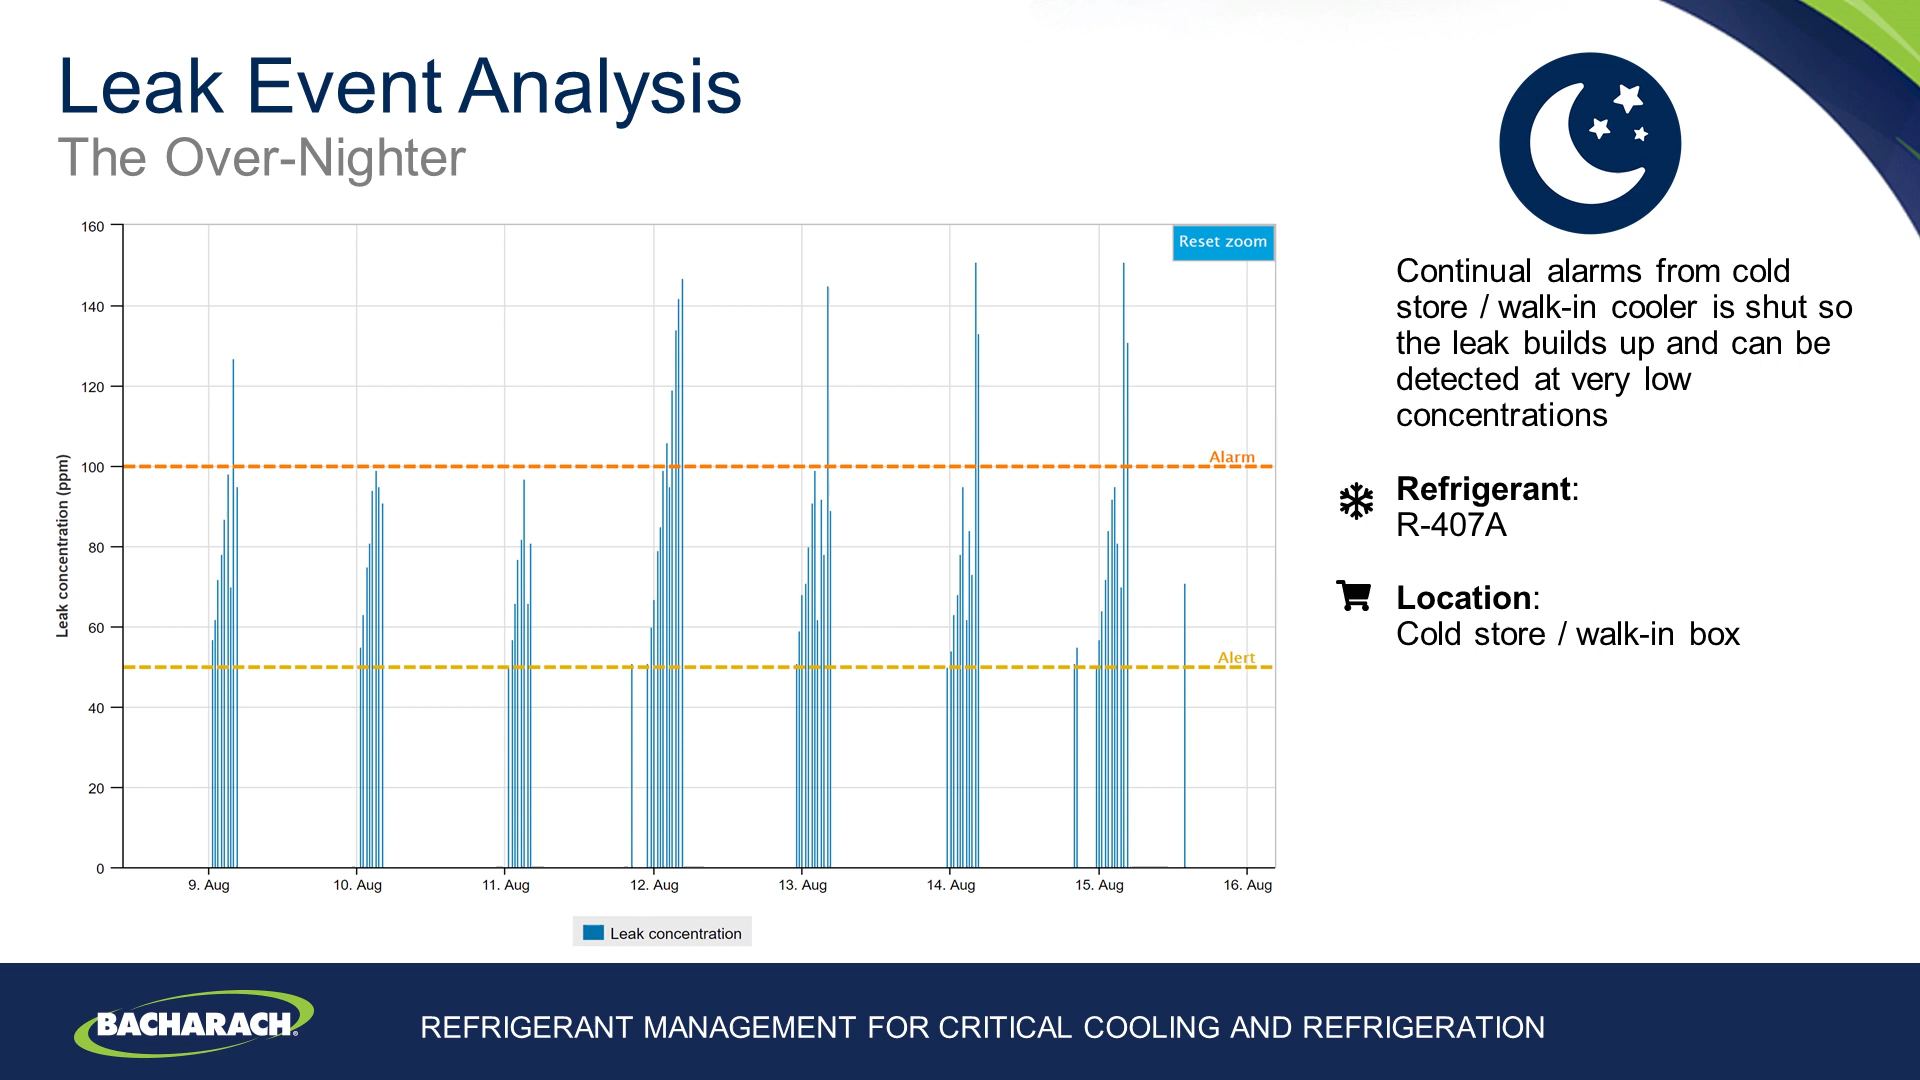 Leak Event Analysis
The Over-Nighter
160
140
120
100
80
60
40
20
0
Leak concentration (ppm)
Reset zoom
Alarm
Alert
9. Aug
10. Aug
11. Aug
12. Aug
13. Aug
14. Aug
15. Aug
16. Aug
Leak concentration
Continual alarms from cold
store / walk-in cooler is shut so
the leak builds up and can be
detected at very low
concentrations
Refrigerant:
R-407A
Location:
Cold store / walk-in box
BACHARACH®
REFRIGERANT MANAGEMENT FOR CRITICAL COOLING AND REFRIGERATION